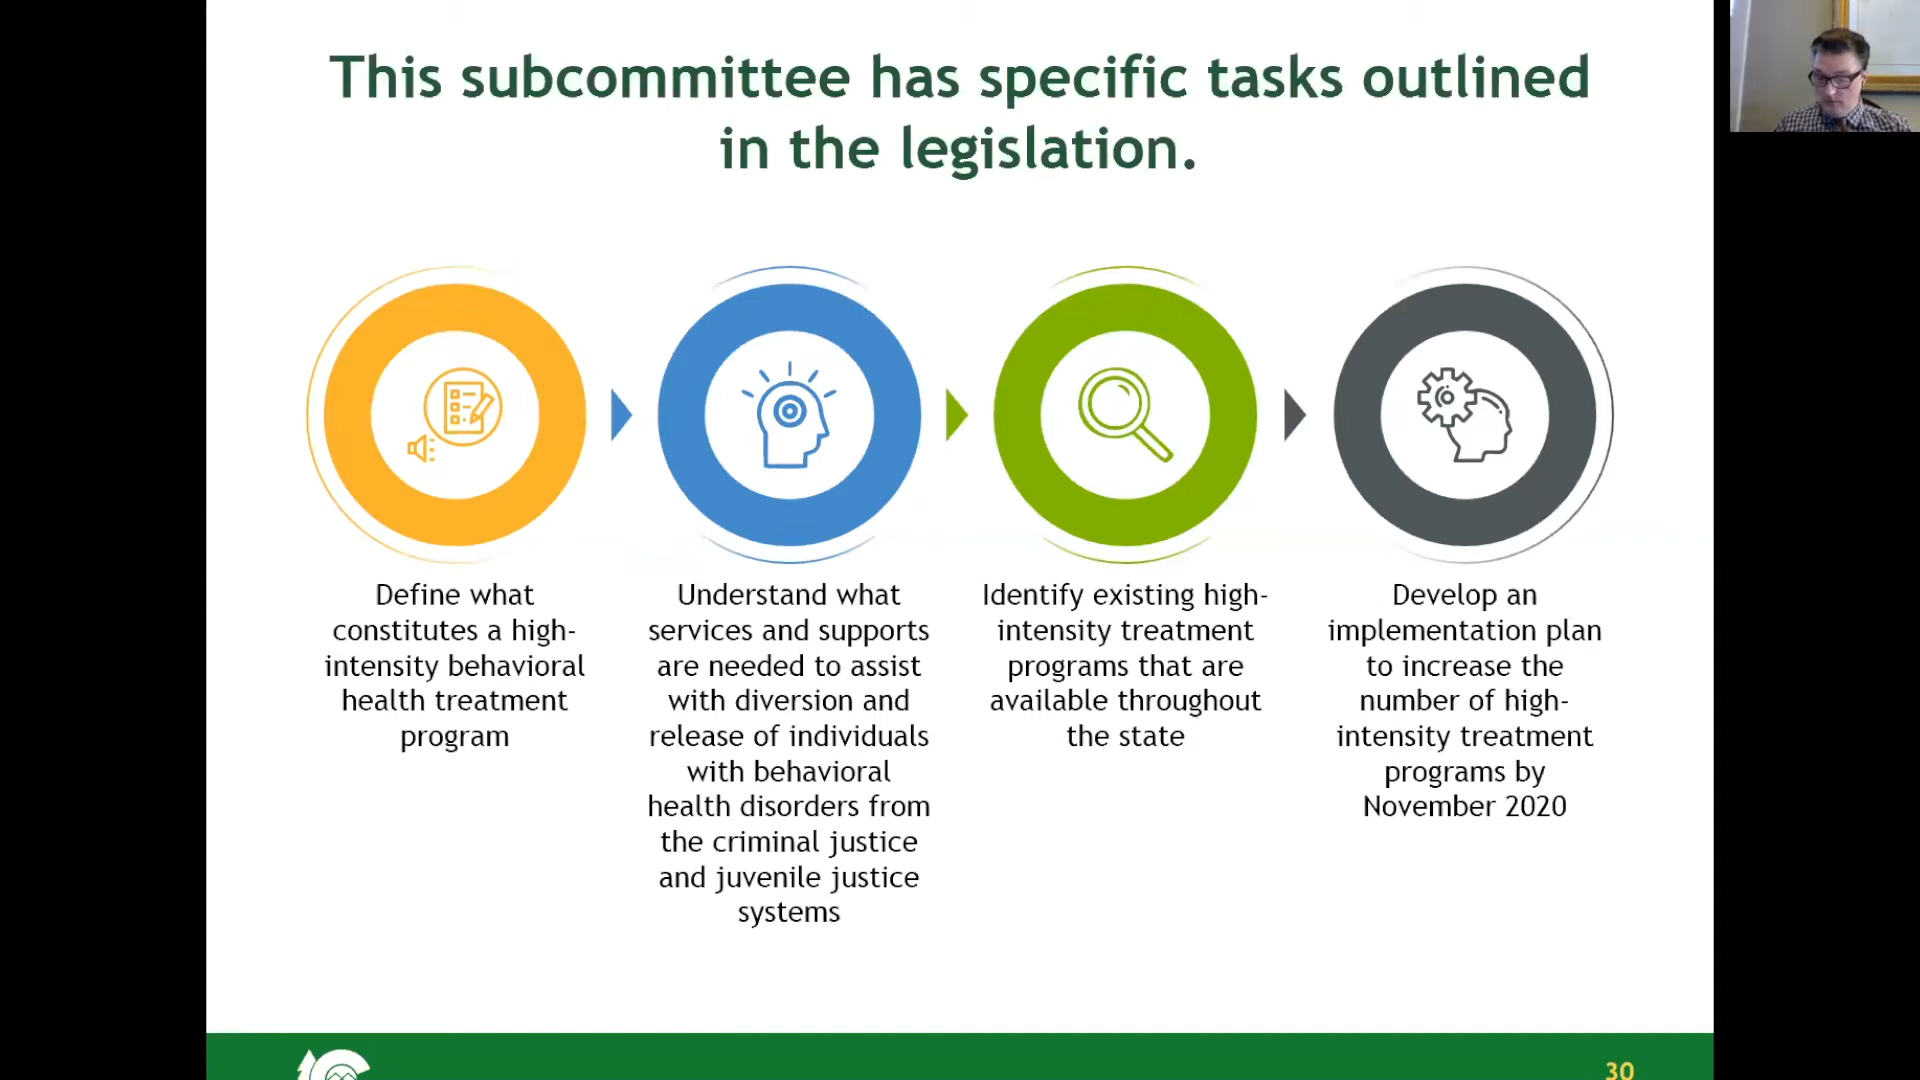 This subcommittee has specific tasks outlined
in the legislation.
Define what
constitutes a high-
intensity behavioral
health treatment
program
Understand what
services and supports
are needed to assist
with diversion and
release of individuals
with behavioral
health disorders from
the criminal justice
and juvenile justice
systems
Identify existing high-
intensity treatment
programs that are
available throughout
the state
Develop an
implementation plan
to increase the
number of high-
intensity treatment
programs by
November 2020
30